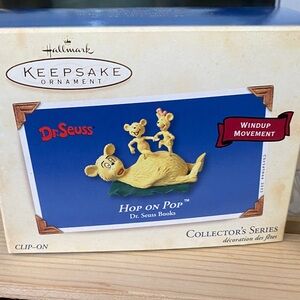 Hallmark
KEEPSAKE
ORNAMENT
Dr. Seuss
WINDUP
MOVEMENT
HOP ON POP™
Dr. Seuss Books
COLLECTOR'S SERIES
décoration des fêtes
CLIP-ON